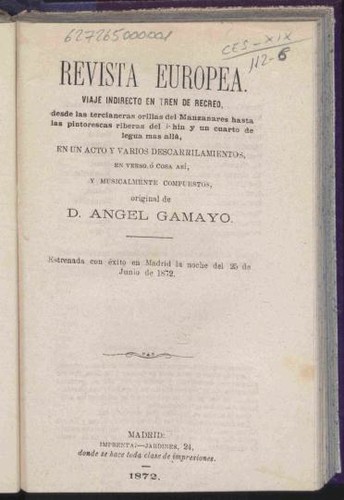 627265000001
CES-XIX
112-6
REVISTA EUROPEA.
VIAJE INDIRECTO EN TREN DE RECREO,
desde las tercianeras orillas del Manzanares hasta
las pintorescas riberas del Rhin y un cuarto de
legua mas allá,
EN UN ACTO Y VARIOS DESCARRILAMIENTOS,
EN VERSO, Ó COSA ASÍ,
Y MUSICALMENTE COMPUESTOS,
original de
D. ANGEL GAMAYO.
Estrenada con éxito en Madrid la noche del 25 de
Junio de 1872.
MADRID:
IMPRENTA:—JARDINES, 24,
donde se hace toda clase de impresiones.
1872.